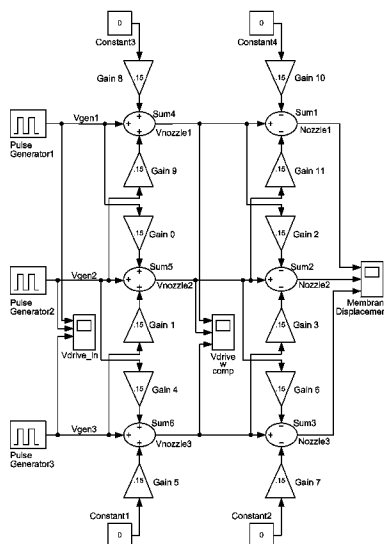 0
0
Constant3
Constant4
.15
Gain 8
.15
Gain 10
Vgen1
Sum4
Sum1
Vnozzle1
Nozzle1
Pulse
Generator1
.15
Gain 9
.15
Gain 11
.15
Gain 0
.15
Gain 2
Vgen2
Sum5
Sum2
Vnozzle2
Nozzle2
Pulse
Generator2
Membran
Displacemen
Vdrive_in
.15
Gain 1
Vdrive
w
comp
.15
Gain 3
.15
Gain 4
.15
Gain 6
Vgen3
Sum6
Sum3
Vnozzle3
Nozzle3
Pulse
Generator3
.15
Gain 5
.15
Gain 7
Constant1
Constant2
0
0